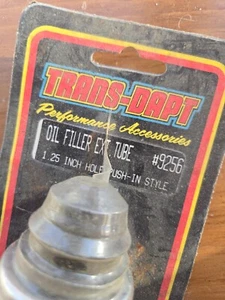 TRANS-DAPT
Performance Accessories
OIL FILLER EXT. TUBE #9256
1.25 INCH HOLE PUSH-IN STYLE